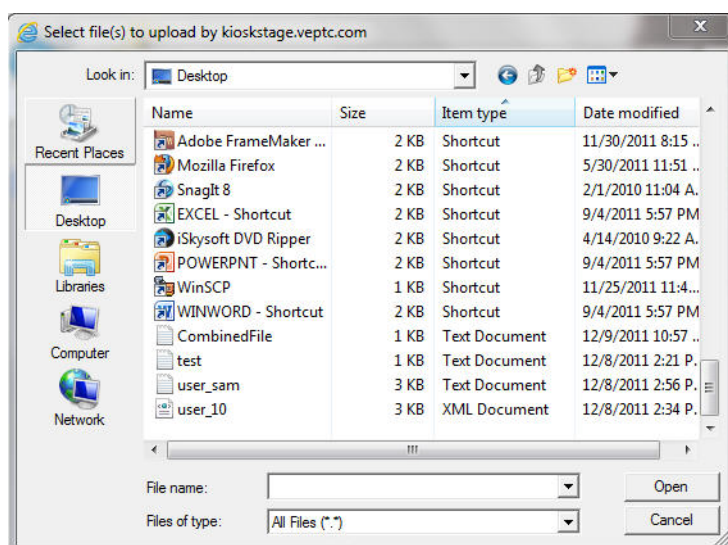 Select file(s) to upload by kioskstage.veptc.com
Look in: Desktop
Name Size Item type Date modified
Adobe FrameMaker ... 2 KB Shortcut 11/30/2011 8:15 ..
Mozilla Firefox 2 KB Shortcut 5/30/2011 11:51 ..
SnagIt 8 2 KB Shortcut 2/1/2010 11:04 A.
EXCEL - Shortcut 2 KB Shortcut 9/4/2011 5:57 PM
iSkysoft DVD Ripper 2 KB Shortcut 4/14/2010 9:22 A.
POWERPNT - Shortc... 2 KB Shortcut 9/4/2011 5:57 PM
WinSCP 1 KB Shortcut 11/25/2011 11:4...
WINWORD - Shortcut 2 KB Shortcut 9/4/2011 5:57 PM
CombinedFile 1 KB Text Document 12/9/2011 10:57 ..
test 1 KB Text Document 12/8/2011 2:21 P.
user_sam 3 KB Text Document 12/8/2011 2:56 P.
user_10 3 KB XML Document 12/8/2011 2:34 P.
Recent Places
Desktop
Libraries
Computer
Network
File name:
Open
Files of type: All Files (*.*)
Cancel